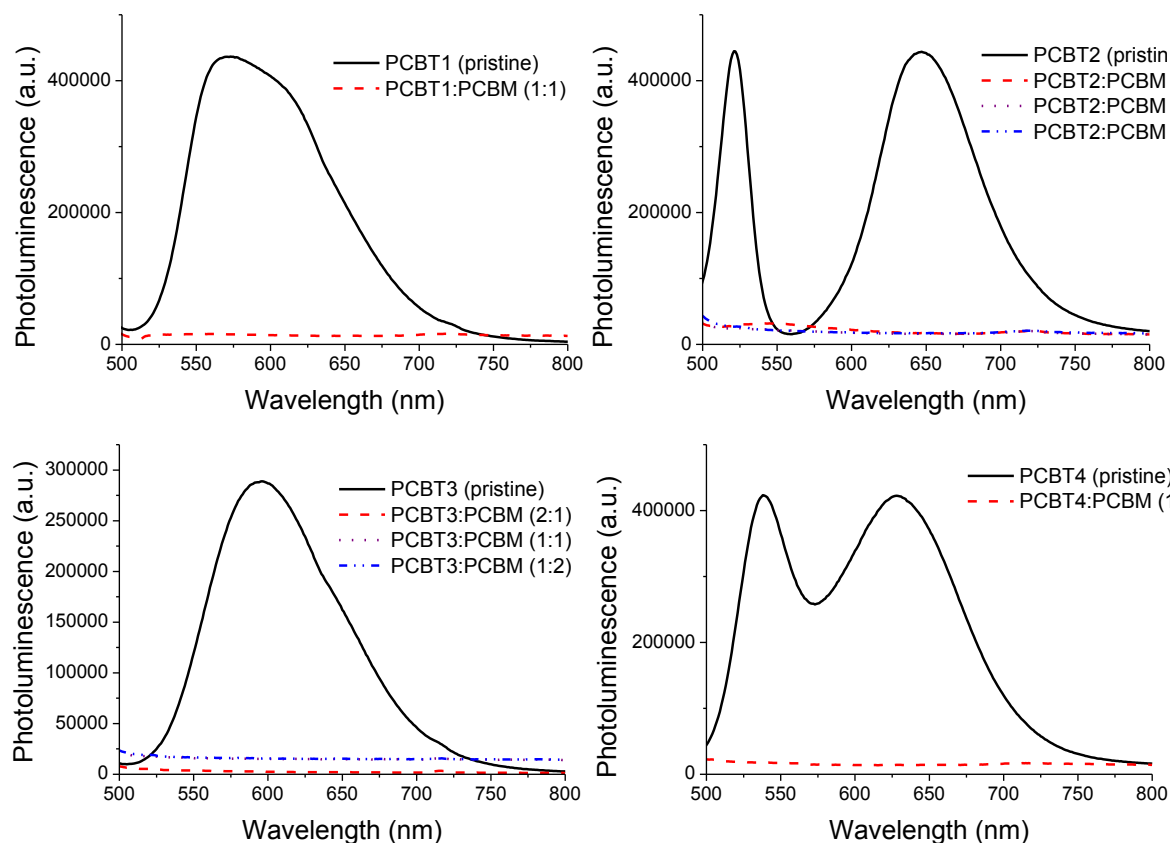 Photoluminescence (a.u.)
400000
200000
0
PCBT1 (pristine)
PCBT1:PCBM (1:1)
500 550 600 650 700 750 800
Wavelength (nm)
Photoluminescence (a.u.)
400000
200000
0
PCBT2 (pristin
PCBT2:PCBM
PCBT2:PCBM
PCBT2:PCBM
500 550 600 650 700 750 800
Wavelength (nm)
Photoluminescence (a.u.)
300000
250000
200000
150000
100000
50000
0
PCBT3 (pristine)
PCBT3:PCBM (2:1)
PCBT3:PCBM (1:1)
PCBT3:PCBM (1:2)
500 550 600 650 700 750 800
Wavelength (nm)
Photoluminescence (a.u.)
400000
200000
0
PCBT4 (pristine)
PCBT4:PCBM (1
500 550 600 650 700 750 800
Wavelength (nm)